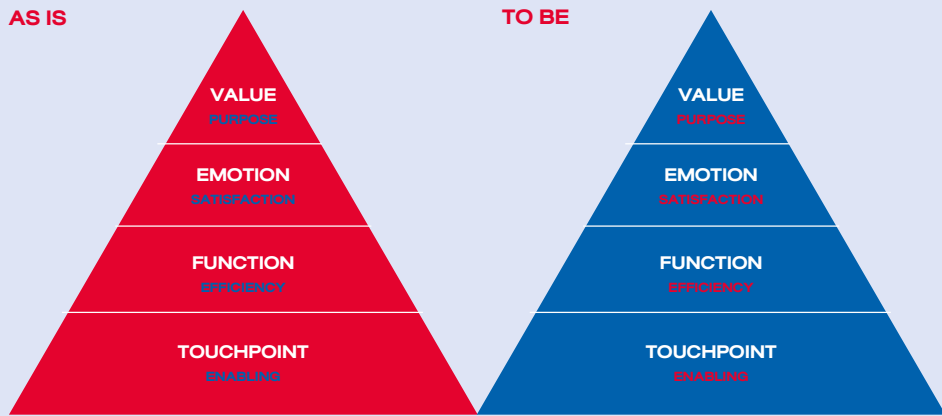 AS IS
VALUE
PURPOSE
EMOTION
SATISFACTION
FUNCTION
EFFICIENCY
TOUCHPOINT
ENABLING
TO BE
VALUE
PURPOSE
EMOTION
SATISFACTION
FUNCTION
EFFICIENCY
TOUCHPOINT
ENABLING